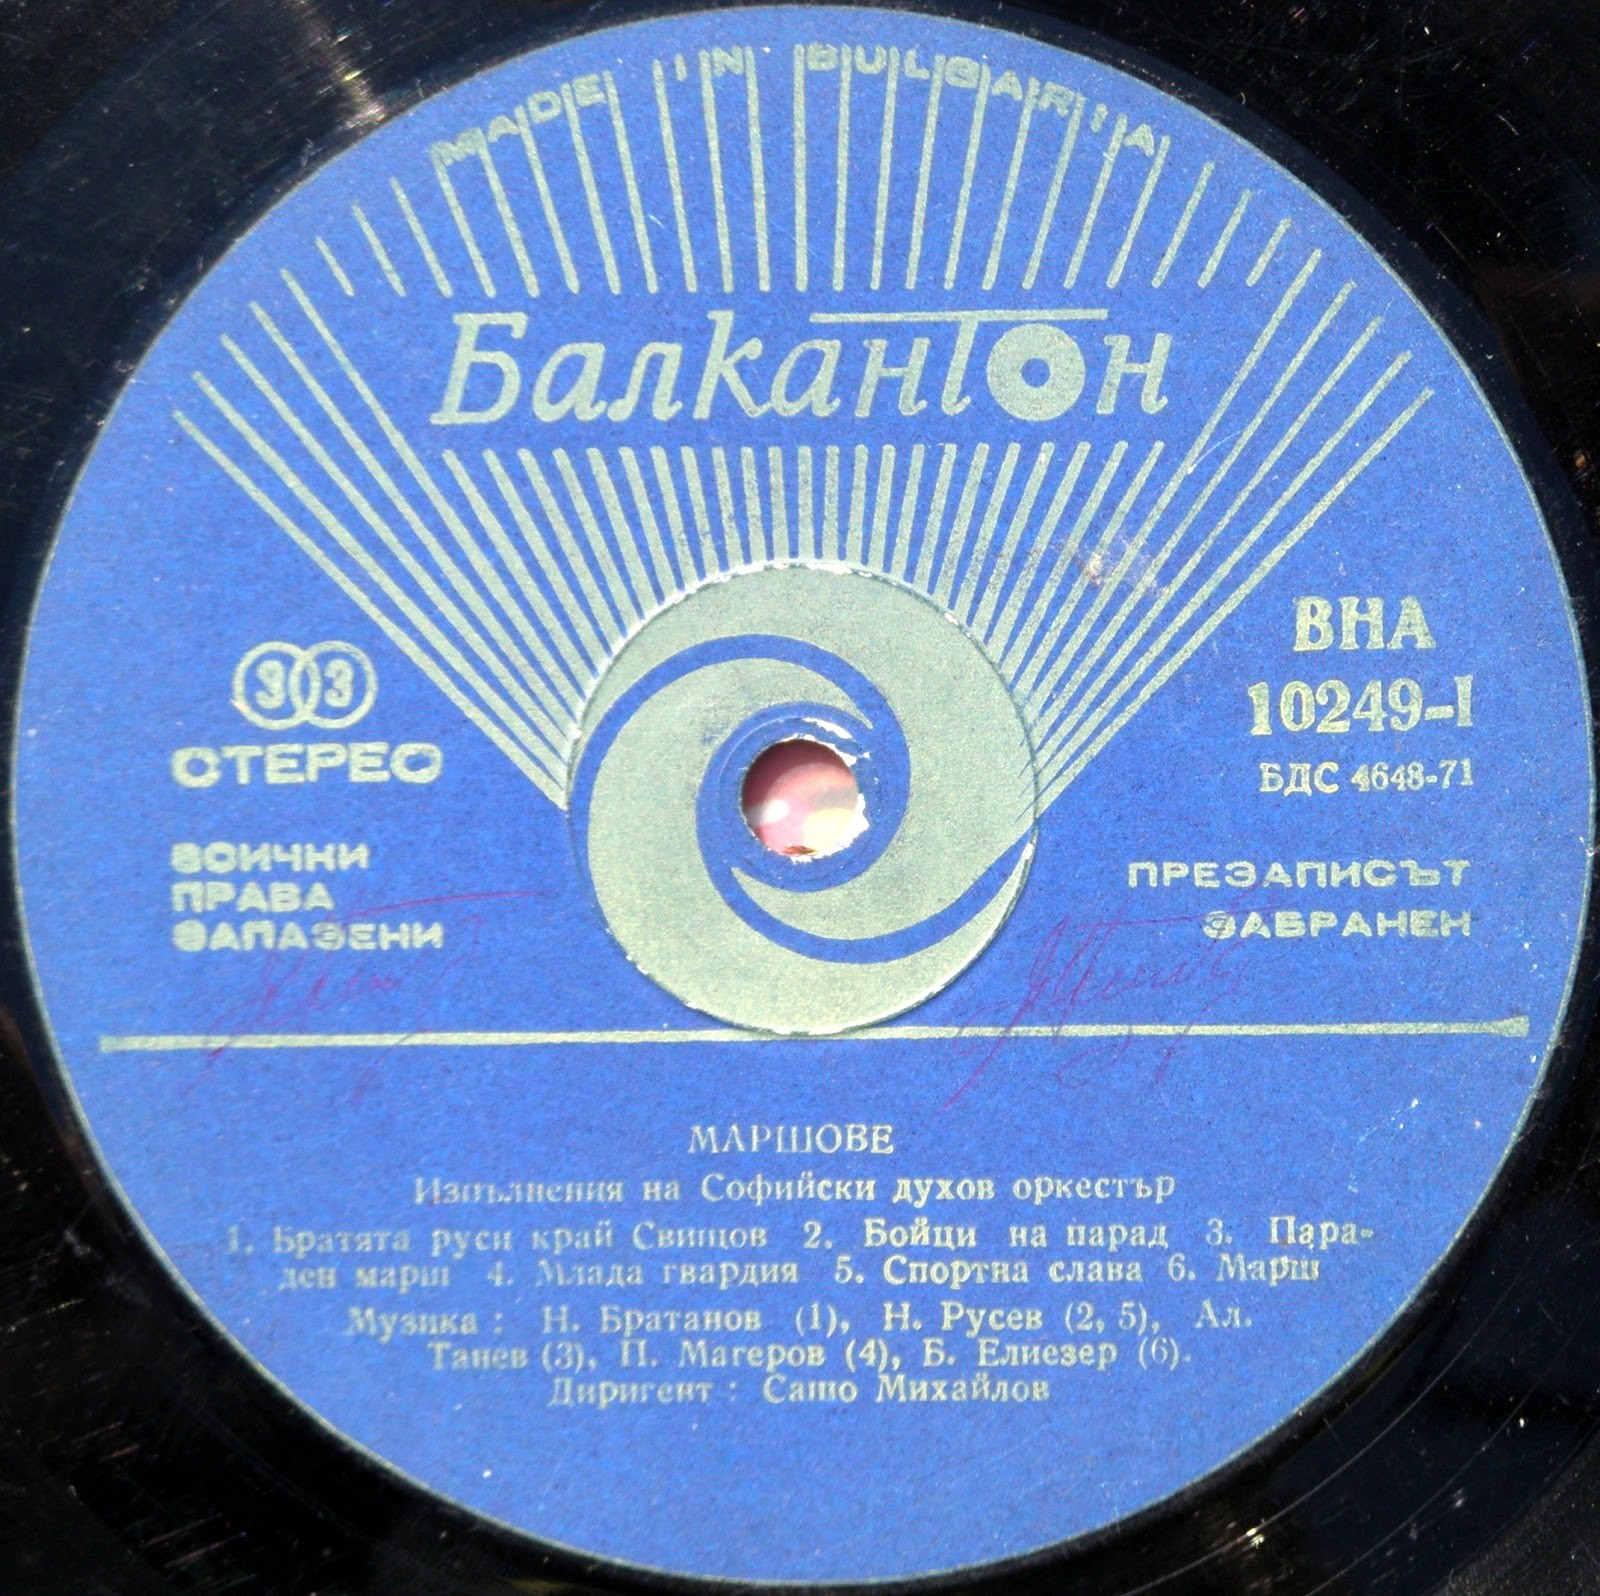 MADE IN BULGARIA
Балкантон
33
СТЕРЕО
ВСИЧКИ
ПРАВА
ЗАПАЗЕНИ
ВНА
10249-I
БДС 4648-71
ПРЕЗАПИСЪТ
ЗАБРАНЕН
МАРШОВЕ
Изпълнения на Софийски духов оркестър
1. Братята руси край Свищов 2. Бойци на парад 3. Пара-
ден марш 4. Млада гвардия 5. Спортна слава 6. Марш
Музика : Н. Братанов (1), Н. Русев (2, 5), Ал.
Танев (3), П. Магеров (4), Б. Елиезер (6).
Диригент : Сашо Михайлов